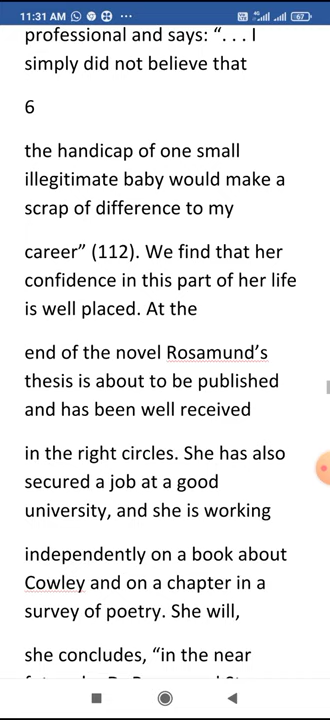 11:31 AM
4G
67
professional and says: “. . . I
simply did not believe that
6
the handicap of one small
illegitimate baby would make a
scrap of difference to my
career” (112). We find that her
confidence in this part of her life
is well placed. At the
end of the novel Rosamund’s
thesis is about to be published
and has been well received
in the right circles. She has also
secured a job at a good
university, and she is working
independently on a book about
Cowley and on a chapter in a
survey of poetry. She will,
she concludes, “in the near